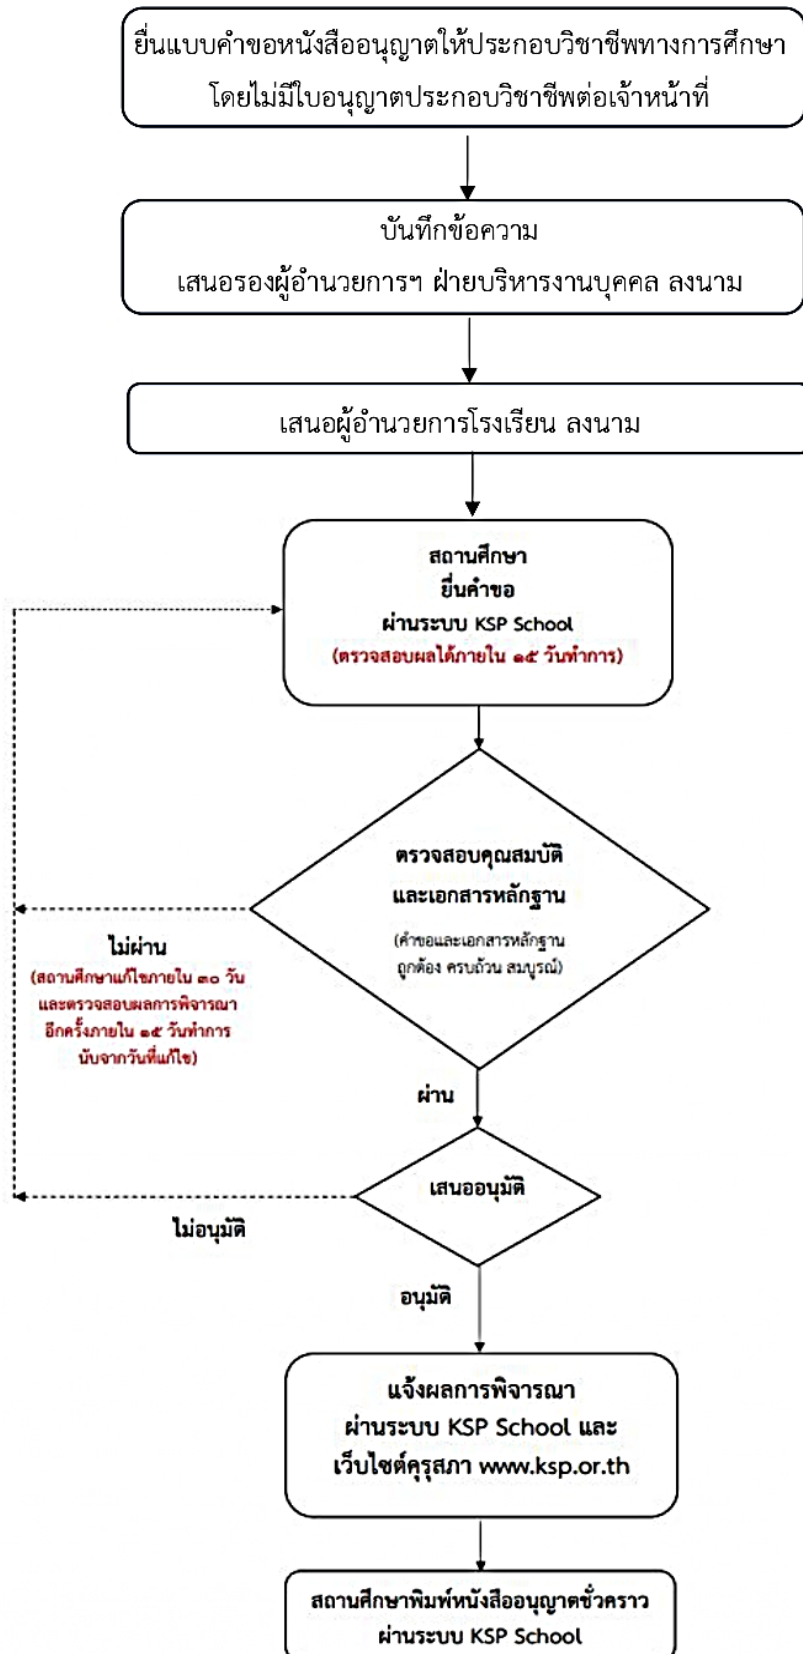 ยื่นแบบคำขอหนังสืออนุญาตให้ประกอบวิชาชีพทางการศึกษา
โดยไม่มีใบอนุญาตประกอบวิชาชีพต่อเจ้าหน้าที่
บันทึกข้อความ
เสนอรองผู้อำนวยการฯ ฝ่ายบริหารงานบุคคล ลงนาม
เสนอผู้อำนวยการโรงเรียน ลงนาม
สถานศึกษา
ยื่นคำขอ
ผ่านระบบ KSP School
(ตรวจสอบผลได้ภายใน ๑๕ วันทำการ)
ตรวจสอบคุณสมบัติ
และเอกสารหลักฐาน
(คำขอและเอกสารหลักฐาน
ถูกต้อง ครบถ้วน สมบูรณ์)
ไม่ผ่าน
(สถานศึกษาแก้ไขภายใน ๓๐ วัน
และตรวจสอบผลการพิจารณา
อีกครั้งภายใน ๑๕ วันทำการ
นับจากวันที่แก้ไข)
ผ่าน
เสนออนุมัติ
ไม่อนุมัติ
อนุมัติ
แจ้งผลการพิจารณา
ผ่านระบบ KSP School และ
เว็บไซต์คุรุสภา www.ksp.or.th
สถานศึกษาพิมพ์หนังสืออนุญาตชั่วคราว
ผ่านระบบ KSP School